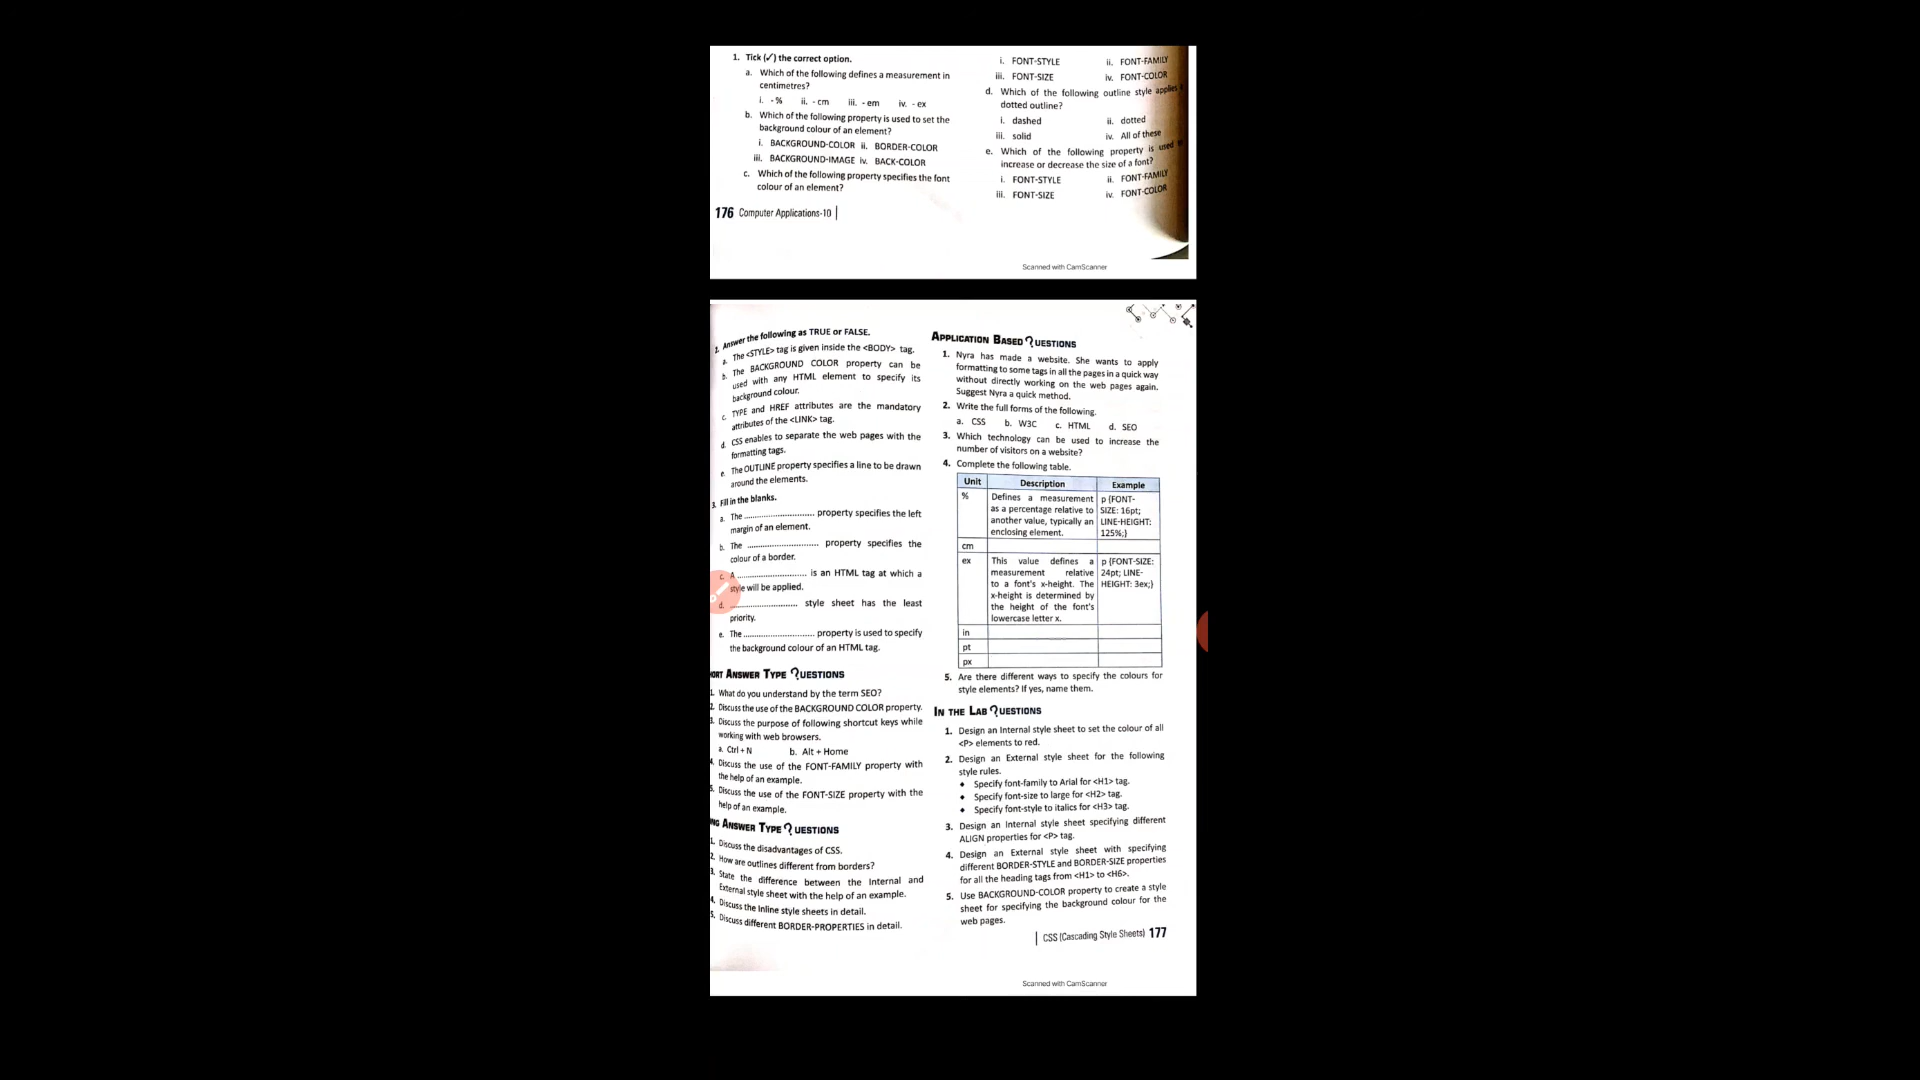 1. Tick (✓) the correct option.
a. Which of the following defines a measurement in
centimetres?
i. - % ii. - cm iii. - em iv. - ex
b. Which of the following property is used to set the
background colour of an element?
i. BACKGROUND-COLOR ii. BORDER-COLOR
iii. BACKGROUND-IMAGE iv. BACK-COLOR
c. Which of the following property specifies the font
colour of an element?
176 Computer Applications-10
i. FONT-STYLE ii. FONT-FAMILY
iii. FONT-SIZE iv. FONT-COLOR
d. Which of the following outline style applies
dotted outline?
i. dashed ii. dotted
iii. solid iv. All of these
e. Which of the following property is used
increase or decrease the size of a font?
i. FONT-STYLE ii. FONT-FAMILY
iii. FONT-SIZE iv. FONT-COLOR
Scanned with CamScanner
2. Answer the following as TRUE or FALSE.
a. The <STYLE> tag is given inside the <BODY> tag.
b. The BACKGROUND COLOR property can be
used with any HTML element to specify its
background colour.
c. TYPE and HREF attributes are the mandatory
attributes of the <LINK> tag.
d. CSS enables to separate the web pages with the
formatting tags.
e. The OUTLINE property specifies a line to be drawn
around the elements.
3. Fill in the blanks.
a. The ........................... property specifies the left
margin of an element.
b. The ........................... property specifies the
colour of a border.
c. A ........................... is an HTML tag at which a
style will be applied.
d. ........................... style sheet has the least
priority.
e. The ........................... property is used to specify
the background colour of an HTML tag.
ORT ANSWER TYPE QUESTIONS
1. What do you understand by the term SEO?
2. Discuss the use of the BACKGROUND COLOR property.
3. Discuss the purpose of following shortcut keys while
working with web browsers.
a. Ctrl + N b. Alt + Home
4. Discuss the use of the FONT-FAMILY property with
the help of an example.
5. Discuss the use of the FONT-SIZE property with the
help of an example.
NG ANSWER TYPE QUESTIONS
1. Discuss the disadvantages of CSS.
2. How are outlines different from borders?
3. State the difference between the Internal and
External style sheet with the help of an example.
4. Discuss the Inline style sheets in detail.
5. Discuss different BORDER-PROPERTIES in detail.
APPLICATION BASED QUESTIONS
1. Nyra has made a website. She wants to apply
formatting to some tags in all the pages in a quick way
without directly working on the web pages again.
Suggest Nyra a quick method.
2. Write the full forms of the following.
a. CSS b. W3C c. HTML d. SEO
3. Which technology can be used to increase the
number of visitors on a website?
4. Complete the following table.
Unit Description Example
% Defines a measurement p {FONT-
as a percentage relative to SIZE: 16pt;
another value, typically an LINE-HEIGHT:
enclosing element. 125%;}
cm
ex This value defines a p {FONT-SIZE:
measurement relative 24pt; LINE-
to a font's x-height. The HEIGHT: 3ex;}
x-height is determined by
the height of the font's
lowercase letter x.
in
pt
px
5. Are there different ways to specify the colours for
style elements? If yes, name them.
IN THE LAB QUESTIONS
1. Design an Internal style sheet to set the colour of all
<P> elements to red.
2. Design an External style sheet for the following
style rules.
◆ Specify font-family to Arial for <H1> tag.
◆ Specify font-size to large for <H2> tag.
◆ Specify font-style to italics for <H3> tag.
3. Design an Internal style sheet specifying different
ALIGN properties for <P> tag.
4. Design an External style sheet with specifying
different BORDER-STYLE and BORDER-SIZE properties
for all the heading tags from <H1> to <H6>.
5. Use BACKGROUND-COLOR property to create a style
sheet for specifying the background colour for the
web pages.
CSS (Cascading Style Sheets) 177
Scanned with CamScanner